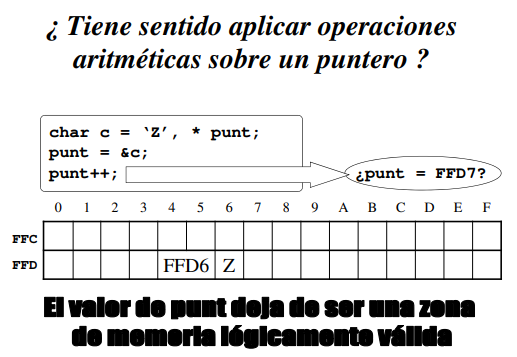 ¿ Tiene sentido aplicar operaciones
aritméticas sobre un puntero ?
char c = ‘Z’, * punt;
punt = &c;
punt++;
¿punt = FFD7?
0 1 2 3 4 5 6 7 8 9 A B C D E F
FFC
FFD FFD6 Z
El valor de punt deja de ser una zona
de memoria lógicamente válida